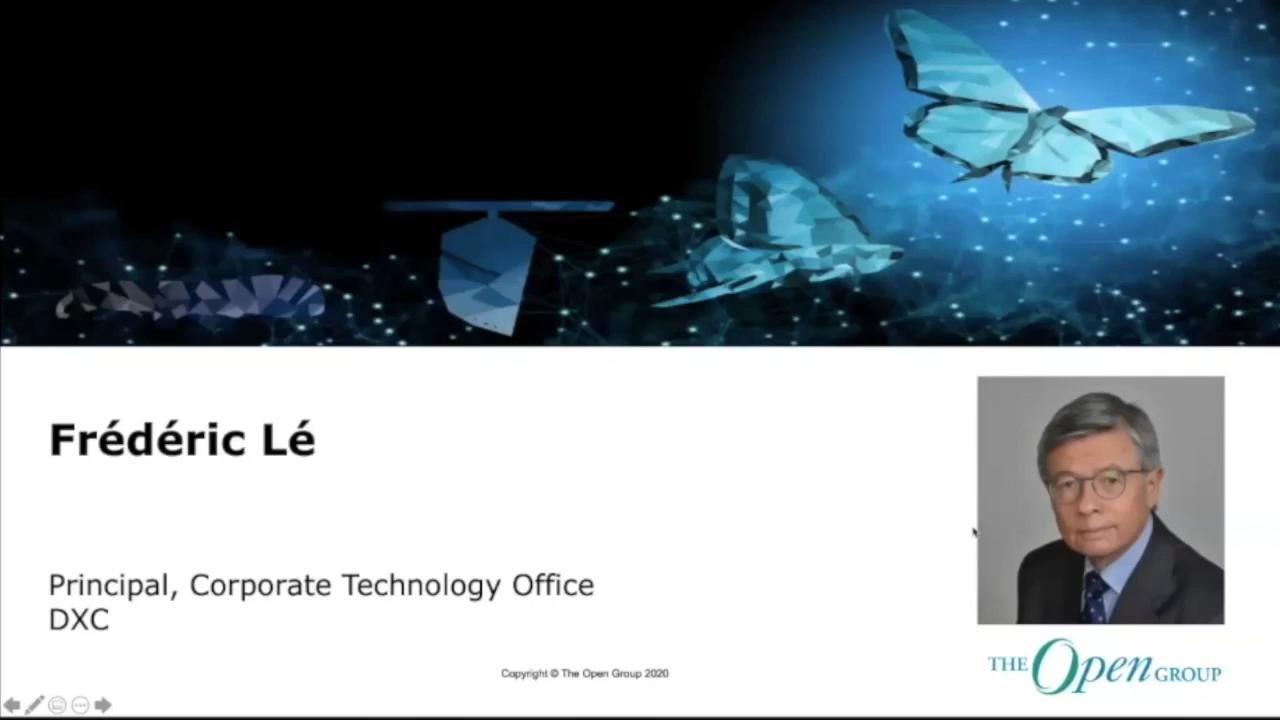 Frédéric Lé
Principal, Corporate Technology Office
DXC
Copyright © The Open Group 2020
THE Open GROUP